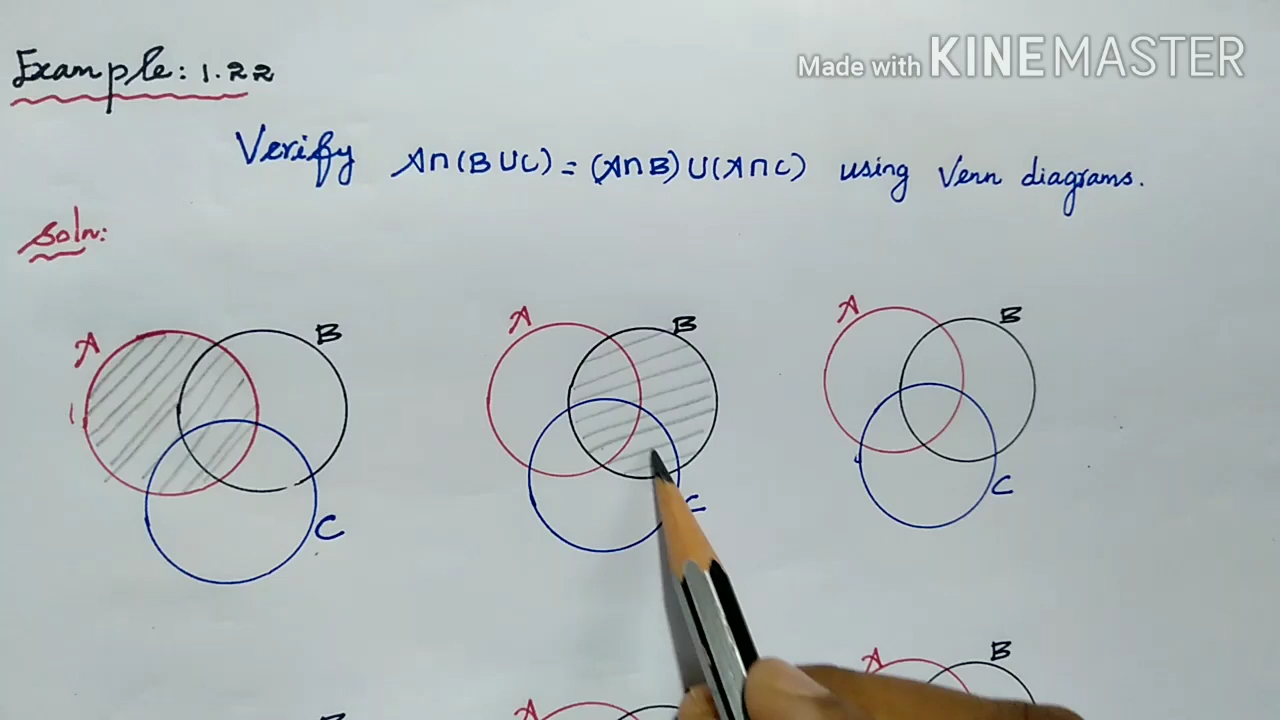 Made with KINEMASTER
Example: 1.22
Verify A∩(B∪C) = (A∩B)∪(A∩C) using Venn diagrams.
Soln:
A B C
A B C
A B C
B
A
A B